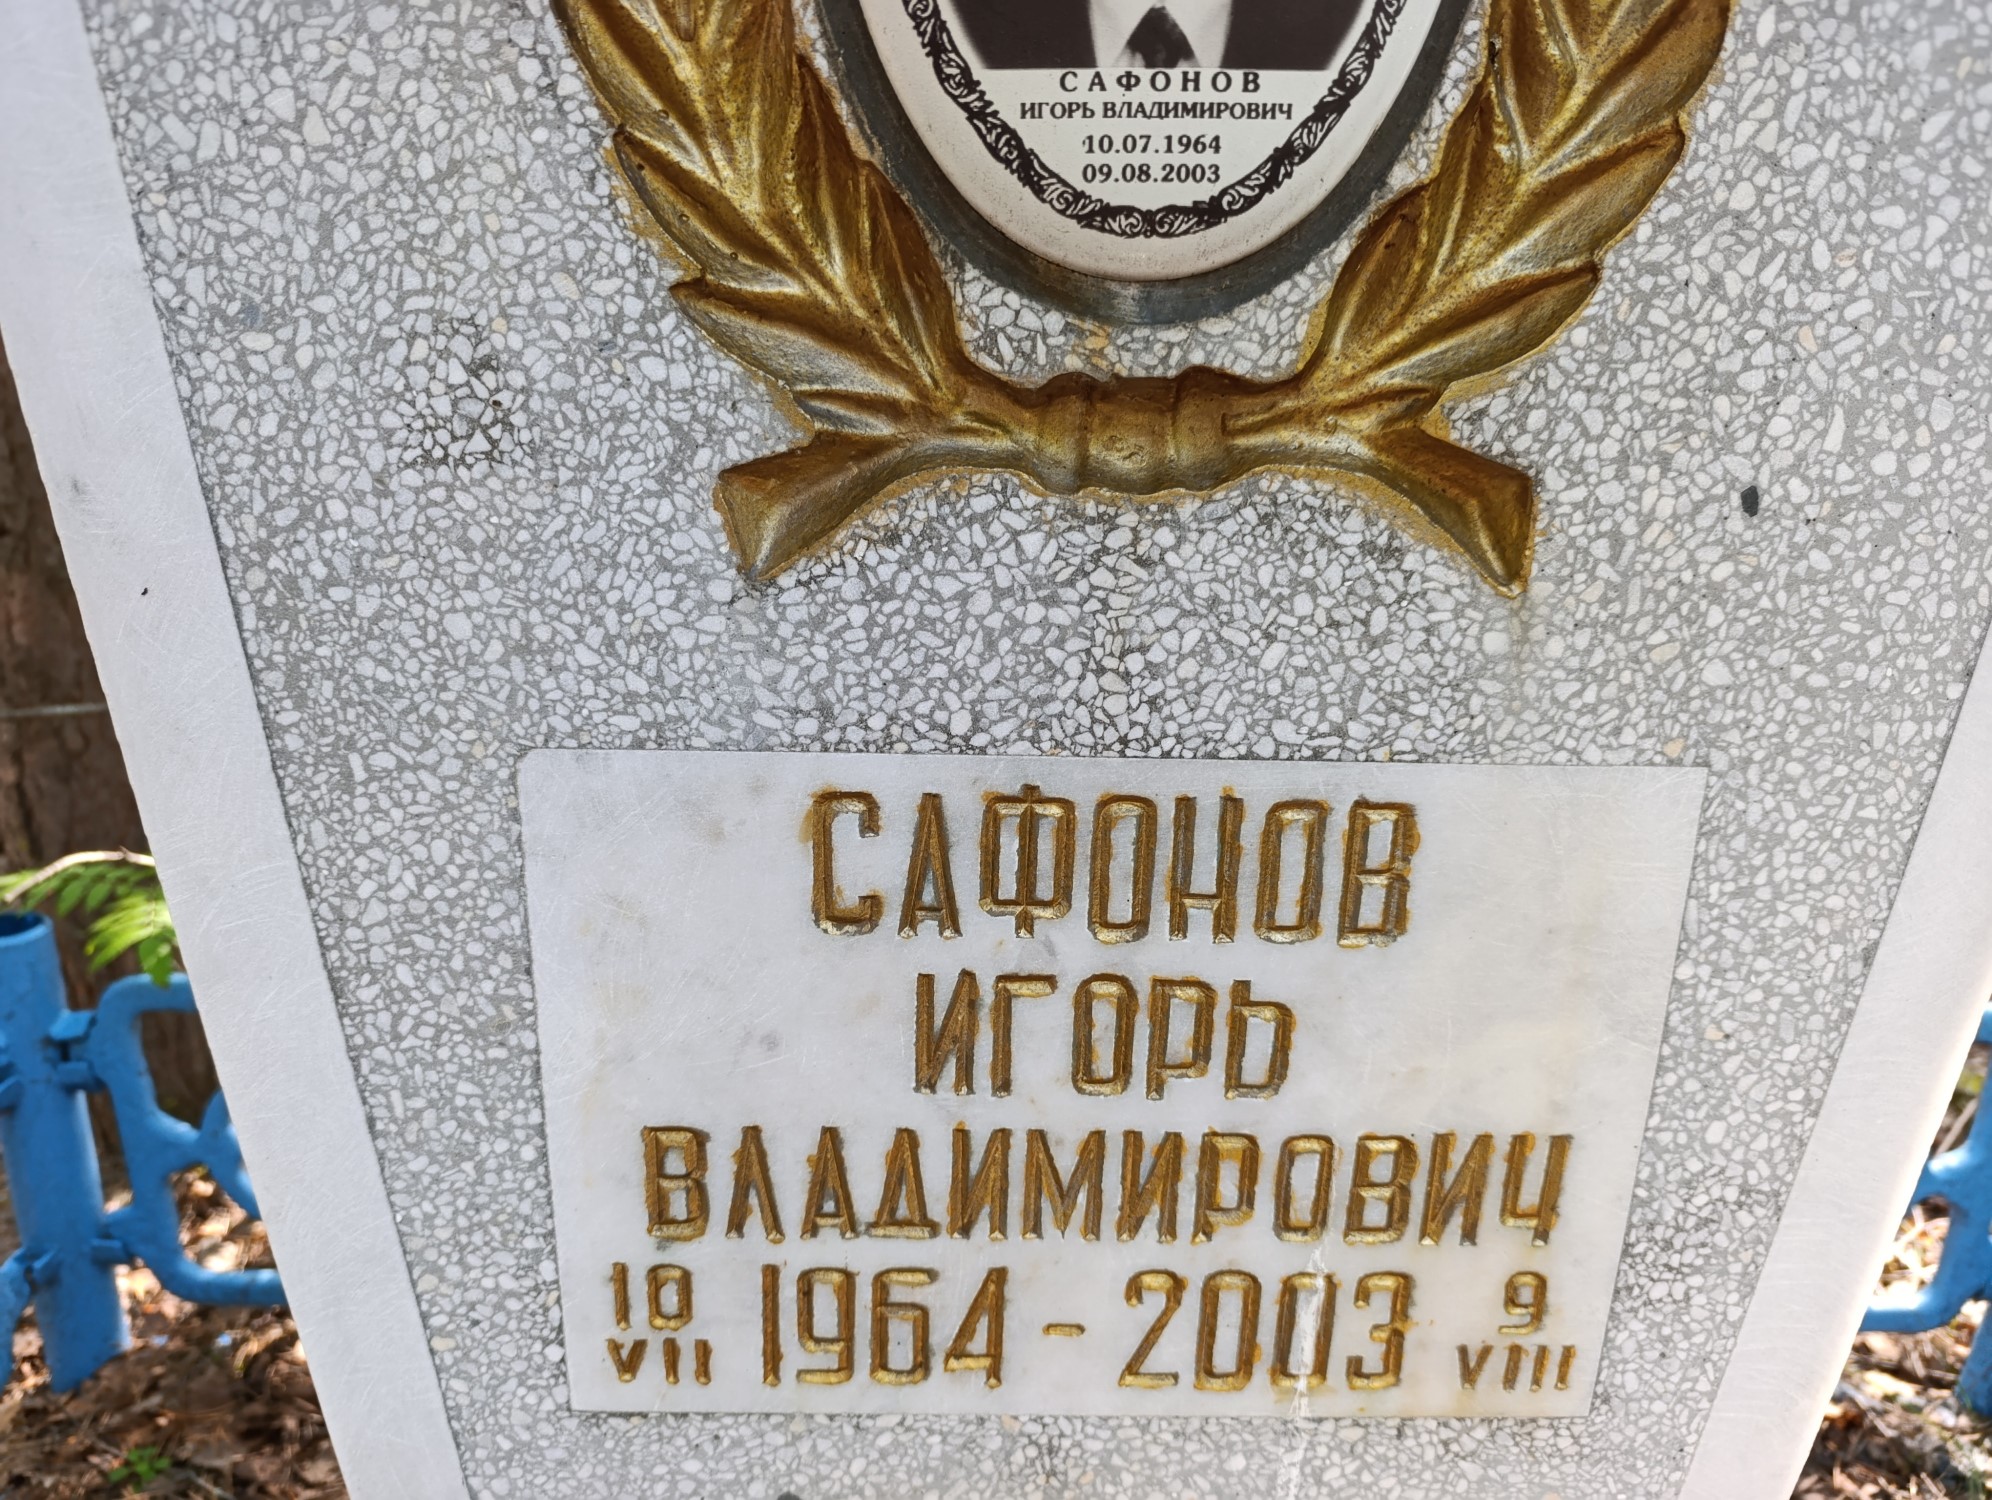 САФОНОВ
ИГОРЬ ВЛАДИМИРОВИЧ
10.07.1964
09.08.2003
САФОНОВ
ИГОРЬ
ВЛАДИМИРОВИЧ
10 VII 1964 - 2003 9 VIII